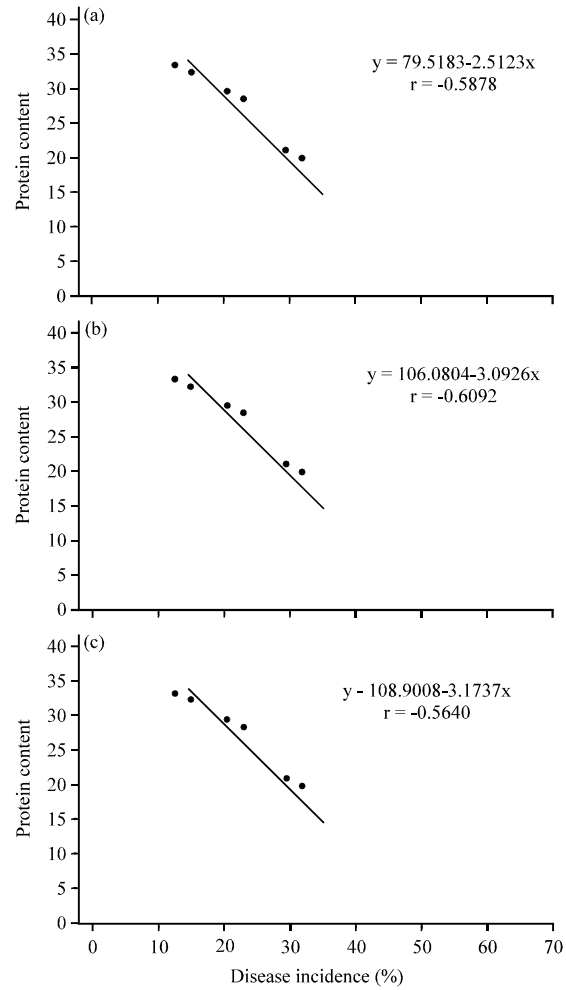 (a)
40
35
30
25
20
15
10
5
0
Protein content
y = 79.5183-2.5123x
r = -0.5878
(b)
40
35
30
25
20
15
10
5
0
Protein content
y = 106.0804-3.0926x
r = -0.6092
(c)
40
35
30
25
20
15
10
5
0
Protein content
y - 108.9008-3.1737x
r = -0.5640
0 10 20 30 40 50 60 70
Disease incidence (%)